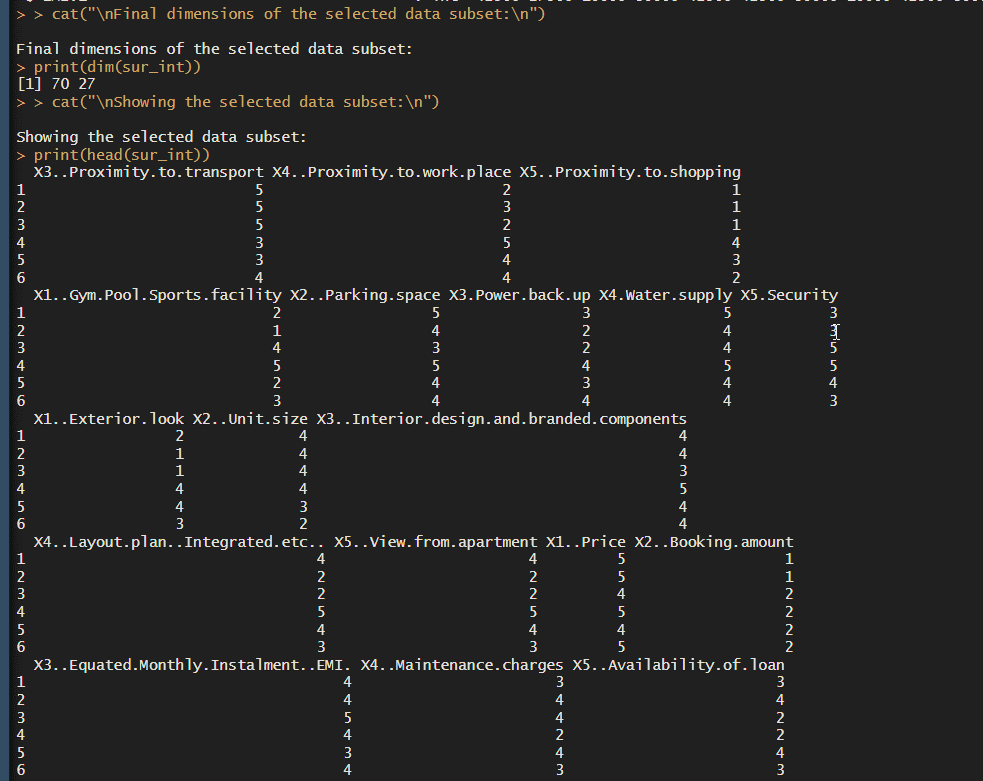 > > cat("\nFinal dimensions of the selected data subset:\n")
Final dimensions of the selected data subset:
> print(dim(sur_int))
[1] 70 27
> > cat("\nShowing the selected data subset:\n")
Showing the selected data subset:
> print(head(sur_int))
X3..Proximity.to.transport X4..Proximity.to.work.place X5..Proximity.to.shopping
1 5 2 1
2 5 3 1
3 5 2 1
4 3 5 4
5 3 4 3
6 4 4 2
X1..Gym.Pool.Sports.facility X2..Parking.space X3.Power.back.up X4.Water.supply X5.Security
1 2 5 3 5 3
2 1 4 2 4 3
3 4 3 2 4 5
4 5 5 4 5 5
5 2 4 3 4 4
6 3 4 4 4 3
X1..Exterior.look X2..Unit.size X3..Interior.design.and.branded.components
1 2 4 4
2 1 4 4
3 1 4 3
4 4 4 5
5 4 3 4
6 3 2 4
X4..Layout.plan..Integrated.etc.. X5..View.from.apartment X1..Price X2..Booking.amount
1 4 4 5 1
2 2 2 5 1
3 2 2 4 2
4 5 5 5 2
5 4 4 4 2
6 3 3 5 2
X3..Equated.Monthly.Instalment..EMI. X4..Maintenance.charges X5..Availability.of.loan
1 4 3 3
2 4 4 4
3 5 4 2
4 4 2 2
5 3 4 4
6 4 3 3